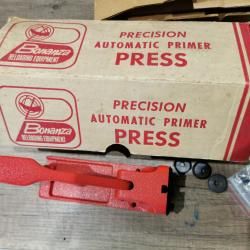 PRECISION
AUTOMATIC PRIMER
PRESS
Bonanza
RELOADING EQUIPMENT
PRECISION
AUTOMATIC PRIMER
PRESS
Bonanza
RELOADING EQUIPMENT